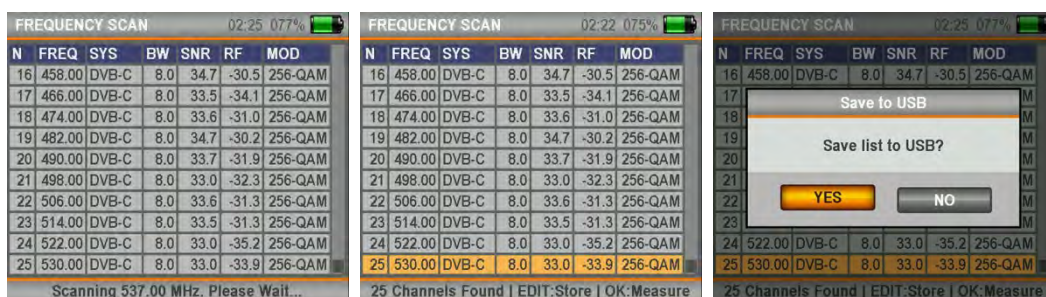 FREQUENCY SCAN 02:25 077%
N FREQ SYS BW SNR RF MOD
16 458.00 DVB-C 8.0 34.7 -30.5 256-QAM
17 466.00 DVB-C 8.0 33.5 -34.1 256-QAM
18 474.00 DVB-C 8.0 33.6 -31.0 256-QAM
19 482.00 DVB-C 8.0 34.7 -30.2 256-QAM
20 490.00 DVB-C 8.0 33.7 -31.9 256-QAM
21 498.00 DVB-C 8.0 33.0 -32.3 256-QAM
22 506.00 DVB-C 8.0 33.6 -31.3 256-QAM
23 514.00 DVB-C 8.0 33.5 -31.3 256-QAM
24 522.00 DVB-C 8.0 33.0 -35.2 256-QAM
25 530.00 DVB-C 8.0 33.0 -33.9 256-QAM
Scanning 537.00 MHz. Please Wait...
FREQUENCY SCAN 02:22 075%
N FREQ SYS BW SNR RF MOD
16 458.00 DVB-C 8.0 34.7 -30.5 256-QAM
17 466.00 DVB-C 8.0 33.5 -34.1 256-QAM
18 474.00 DVB-C 8.0 33.6 -31.0 256-QAM
19 482.00 DVB-C 8.0 34.7 -30.2 256-QAM
20 490.00 DVB-C 8.0 33.7 -31.9 256-QAM
21 498.00 DVB-C 8.0 33.0 -32.3 256-QAM
22 506.00 DVB-C 8.0 33.6 -31.3 256-QAM
23 514.00 DVB-C 8.0 33.5 -31.3 256-QAM
24 522.00 DVB-C 8.0 33.0 -35.2 256-QAM
25 530.00 DVB-C 8.0 33.0 -33.9 256-QAM
25 Channels Found | EDIT:Store | OK:Measure
FREQUENCY SCAN 02:25 077%
N FREQ SYS BW SNR RF MOD
16 458.00 DVB-C 8.0 34.7 -30.5 256-QAM
17 M
18 M
19 M
20 M
21 M
22 M
23 M
Save to USB
Save list to USB?
YES NO
24 522.00 DVB-C 8.0 33.0 -35.2 256-QAM
25 530.00 DVB-C 8.0 33.0 -33.9 256-QAM
25 Channels Found | EDIT:Store | OK:Measure